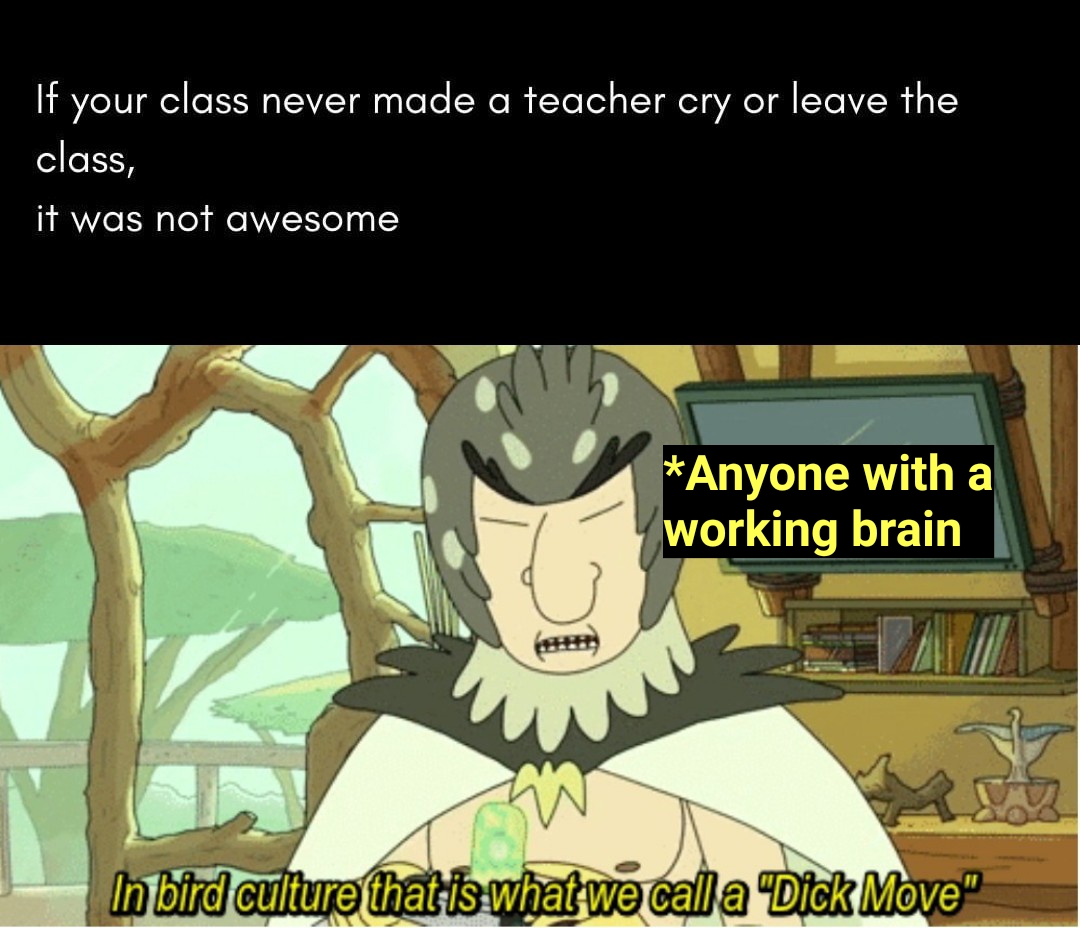 If your class never made a teacher cry or leave the
class,
it was not awesome
*Anyone with a
working brain
In bird culture that is what we call a "Dick Move"